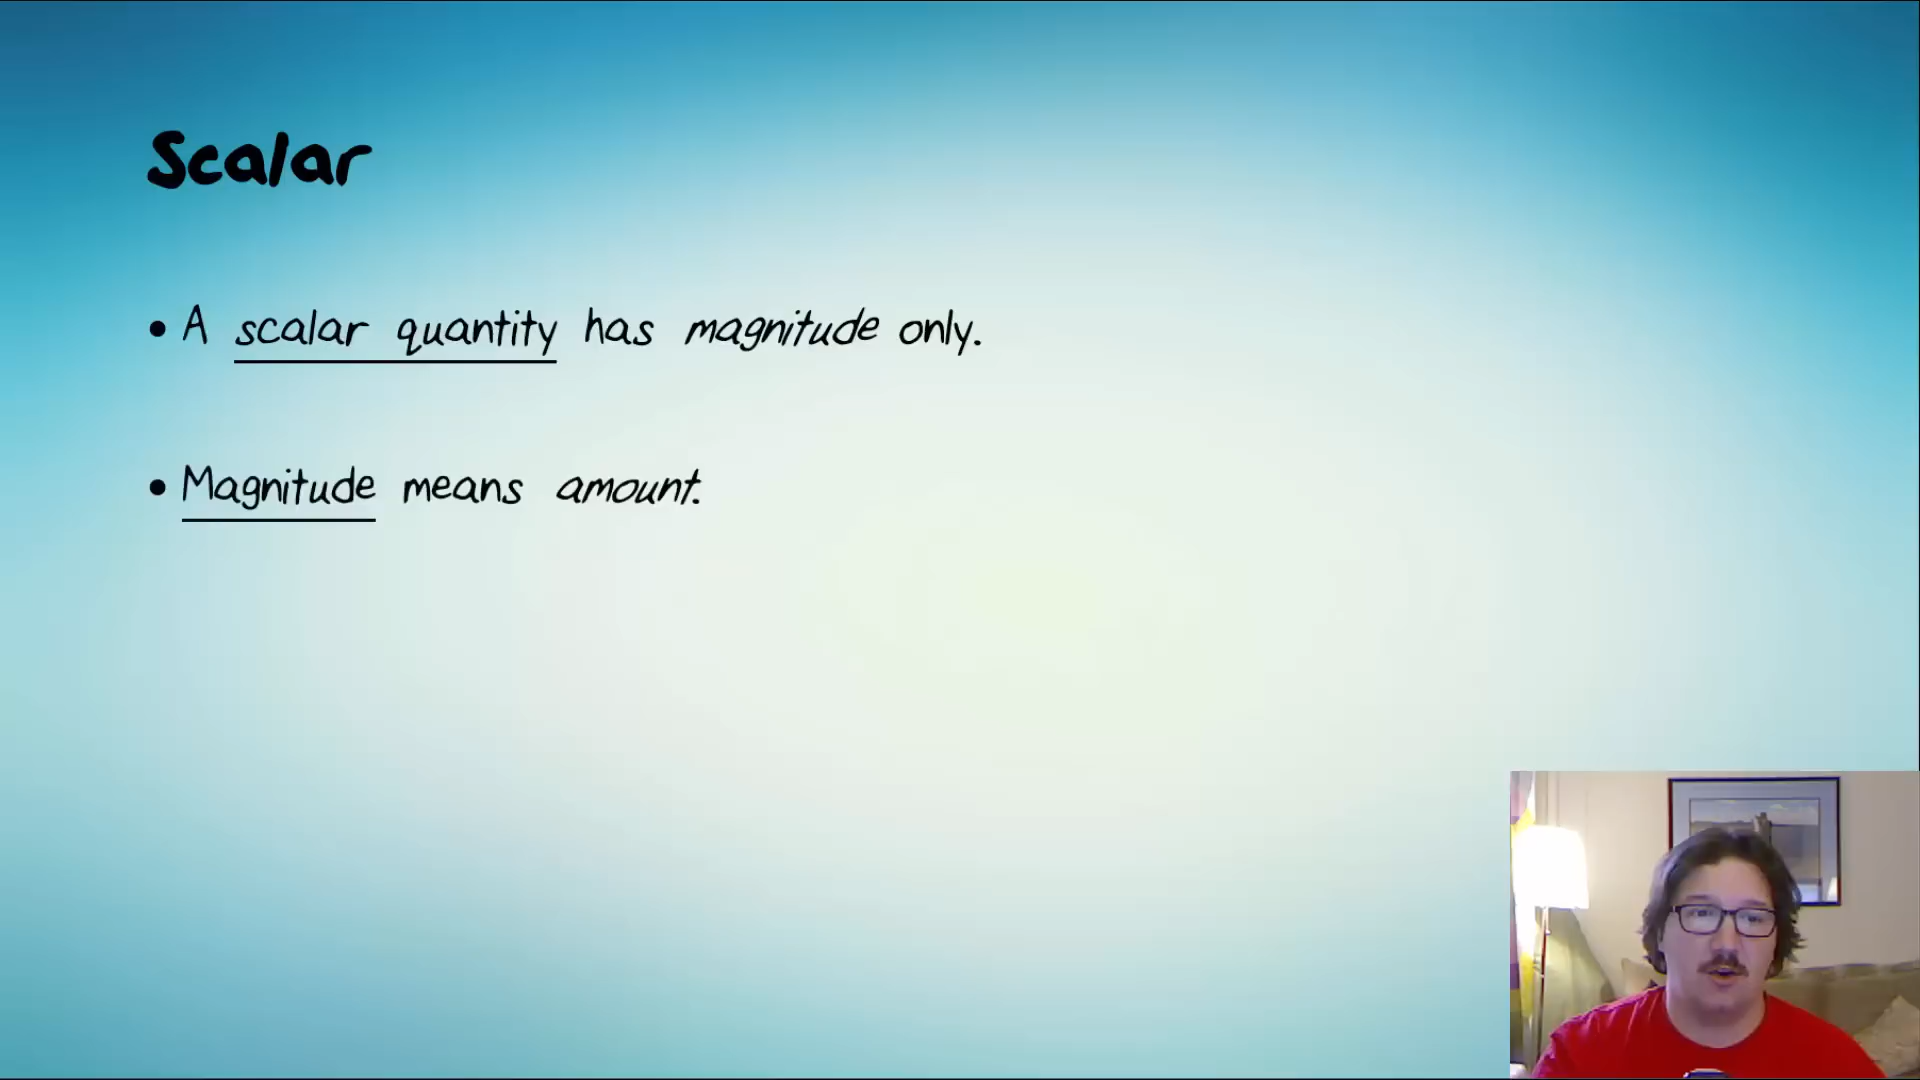 Scalar
• A scalar quantity has magnitude only.
• Magnitude means amount.